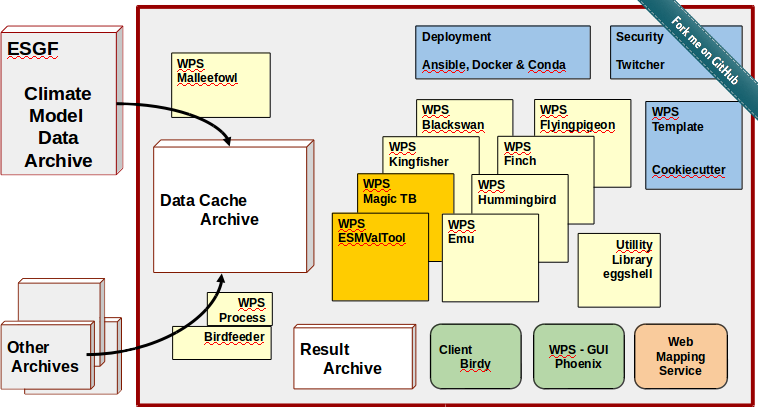 ESGF
Climate
Model
Data
Archive
WPS
Malleefowl
Deployment
Ansible, Docker & Conda
Security
Twitcher
Fork me on GitHub
WPS
Blackswan
WPS
Flyingpigeon
WPS
Template
Cookiecutter
WPS
Kingfisher
WPS
Finch
WPS
Magic TB
WPS
Hummingbird
WPS
ESMValTool
WPS
Emu
Data Cache
Archive
Utillity
Library
eggshell
WPS
Process
Birdfeeder
Other
Archives
Result
Archive
Client
Birdy
WPS - GUI
Phoenix
Web
Mapping
Service